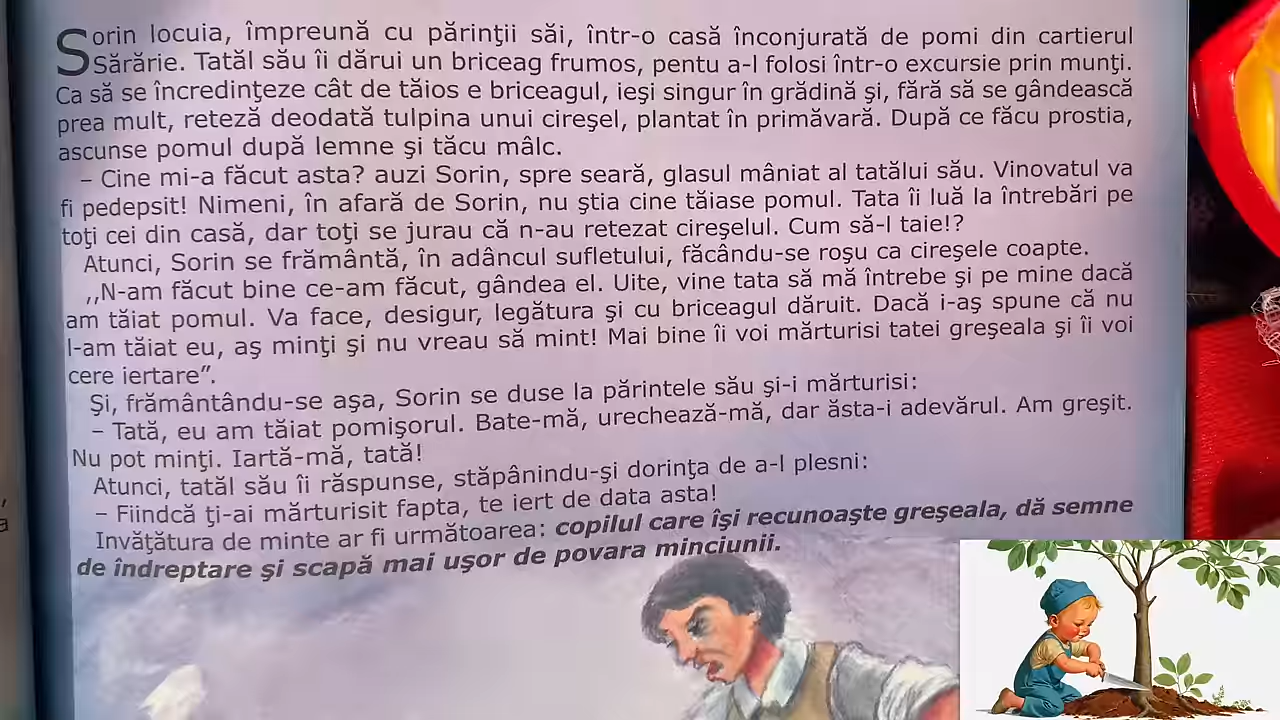 Sorin locuia, împreună cu părinţii săi, într-o casă înconjurată de pomi din cartierul
Sărărie. Tatăl său îi dărui un briceag frumos, pentu a-l folosi într-o excursie prin munţi.
Ca să se încredinţeze cât de tăios e briceagul, ieşi singur în grădină şi, fără să se gândească
prea mult, reteză deodată tulpina unui cireşel, plantat în primăvară. După ce făcu prostia,
ascunse pomul după lemne şi tăcu mâlc.
– Cine mi-a făcut asta? auzi Sorin, spre seară, glasul mâniat al tatălui său. Vinovatul va
fi pedepsit! Nimeni, în afară de Sorin, nu ştia cine tăiase pomul. Tata îi luă la întrebări pe
toţi cei din casă, dar toţi se jurau că n-au retezat cireşelul. Cum să-l taie!?
Atunci, Sorin se frământă, în adâncul sufletului, făcându-se roşu ca cireşele coapte.
,,N-am făcut bine ce-am făcut, gândea el. Uite, vine tata să mă întrebe şi pe mine dacă
am tăiat pomul. Va face, desigur, legătura şi cu briceagul dăruit. Dacă i-aş spune că nu
l-am tăiat eu, aş minţi şi nu vreau să mint! Mai bine îi voi mărturisi tatei greşeala şi îi voi
cere iertare”.
Şi, frământându-se aşa, Sorin se duse la părintele său şi-i mărturisi:
– Tată, eu am tăiat pomişorul. Bate-mă, urechează-mă, dar ăsta-i adevărul. Am greşit.
Nu pot minţi. Iartă-mă, tată!
Atunci, tatăl său îi răspunse, stăpânindu-şi dorinţa de a-l plesni:
– Fiindcă ţi-ai mărturisit fapta, te iert de data asta!
Invăţătura de minte ar fi următoarea: copilul care îşi recunoaşte greşeala, dă semne
de îndreptare şi scapă mai uşor de povara minciunii.